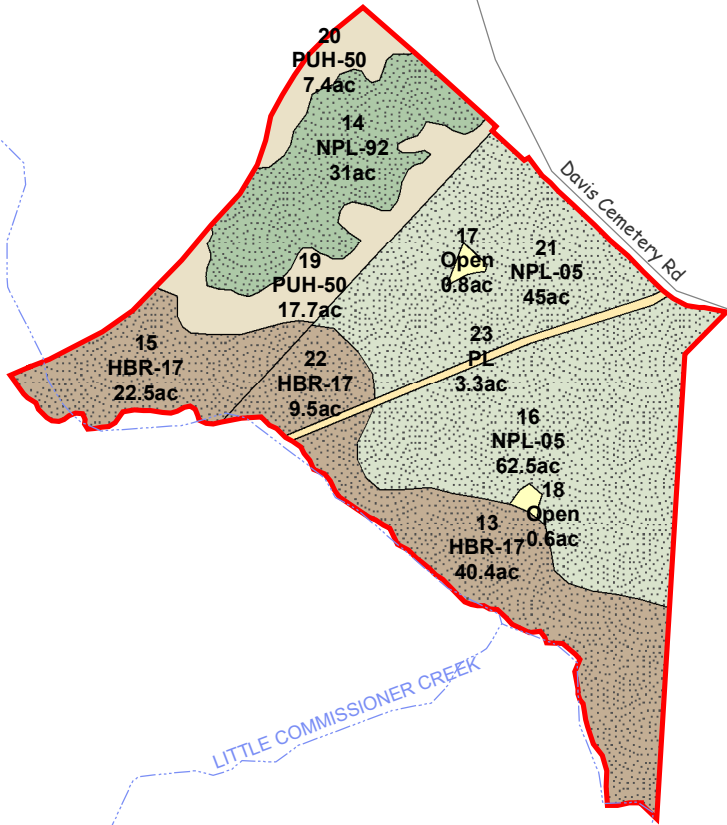 20
PUH-50
7.4ac
14
NPL-92
31ac
Davis Cemetery Rd
17
Open
0.8ac
21
NPL-05
45ac
19
PUH-50
17.7ac
23
PL
3.3ac
15
HBR-17
22.5ac
22
HBR-17
9.5ac
16
NPL-05
62.5ac
18
Open
0.6ac
13
HBR-17
40.4ac
LITTLE COMMISSIONER CREEK